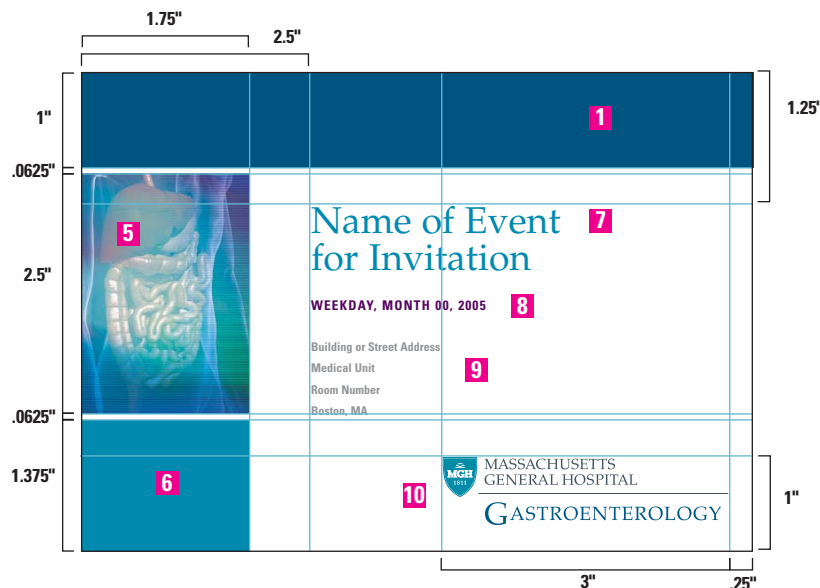 1.75"
2.5"
1"
1
1.25'
.0625"
5
Name of Event
7
for Invitation
2.5"
WEEKDAY, MONTH 00, 2005
8
Building or Street Address
Medical Unit
9
Room Number
Boston, MA
.0625"
1.375"
6
10
MGH
1811
MASSACHUSETTS
GENERAL HOSPITAL
GASTROENTEROLOGY
1"
3"
.25"